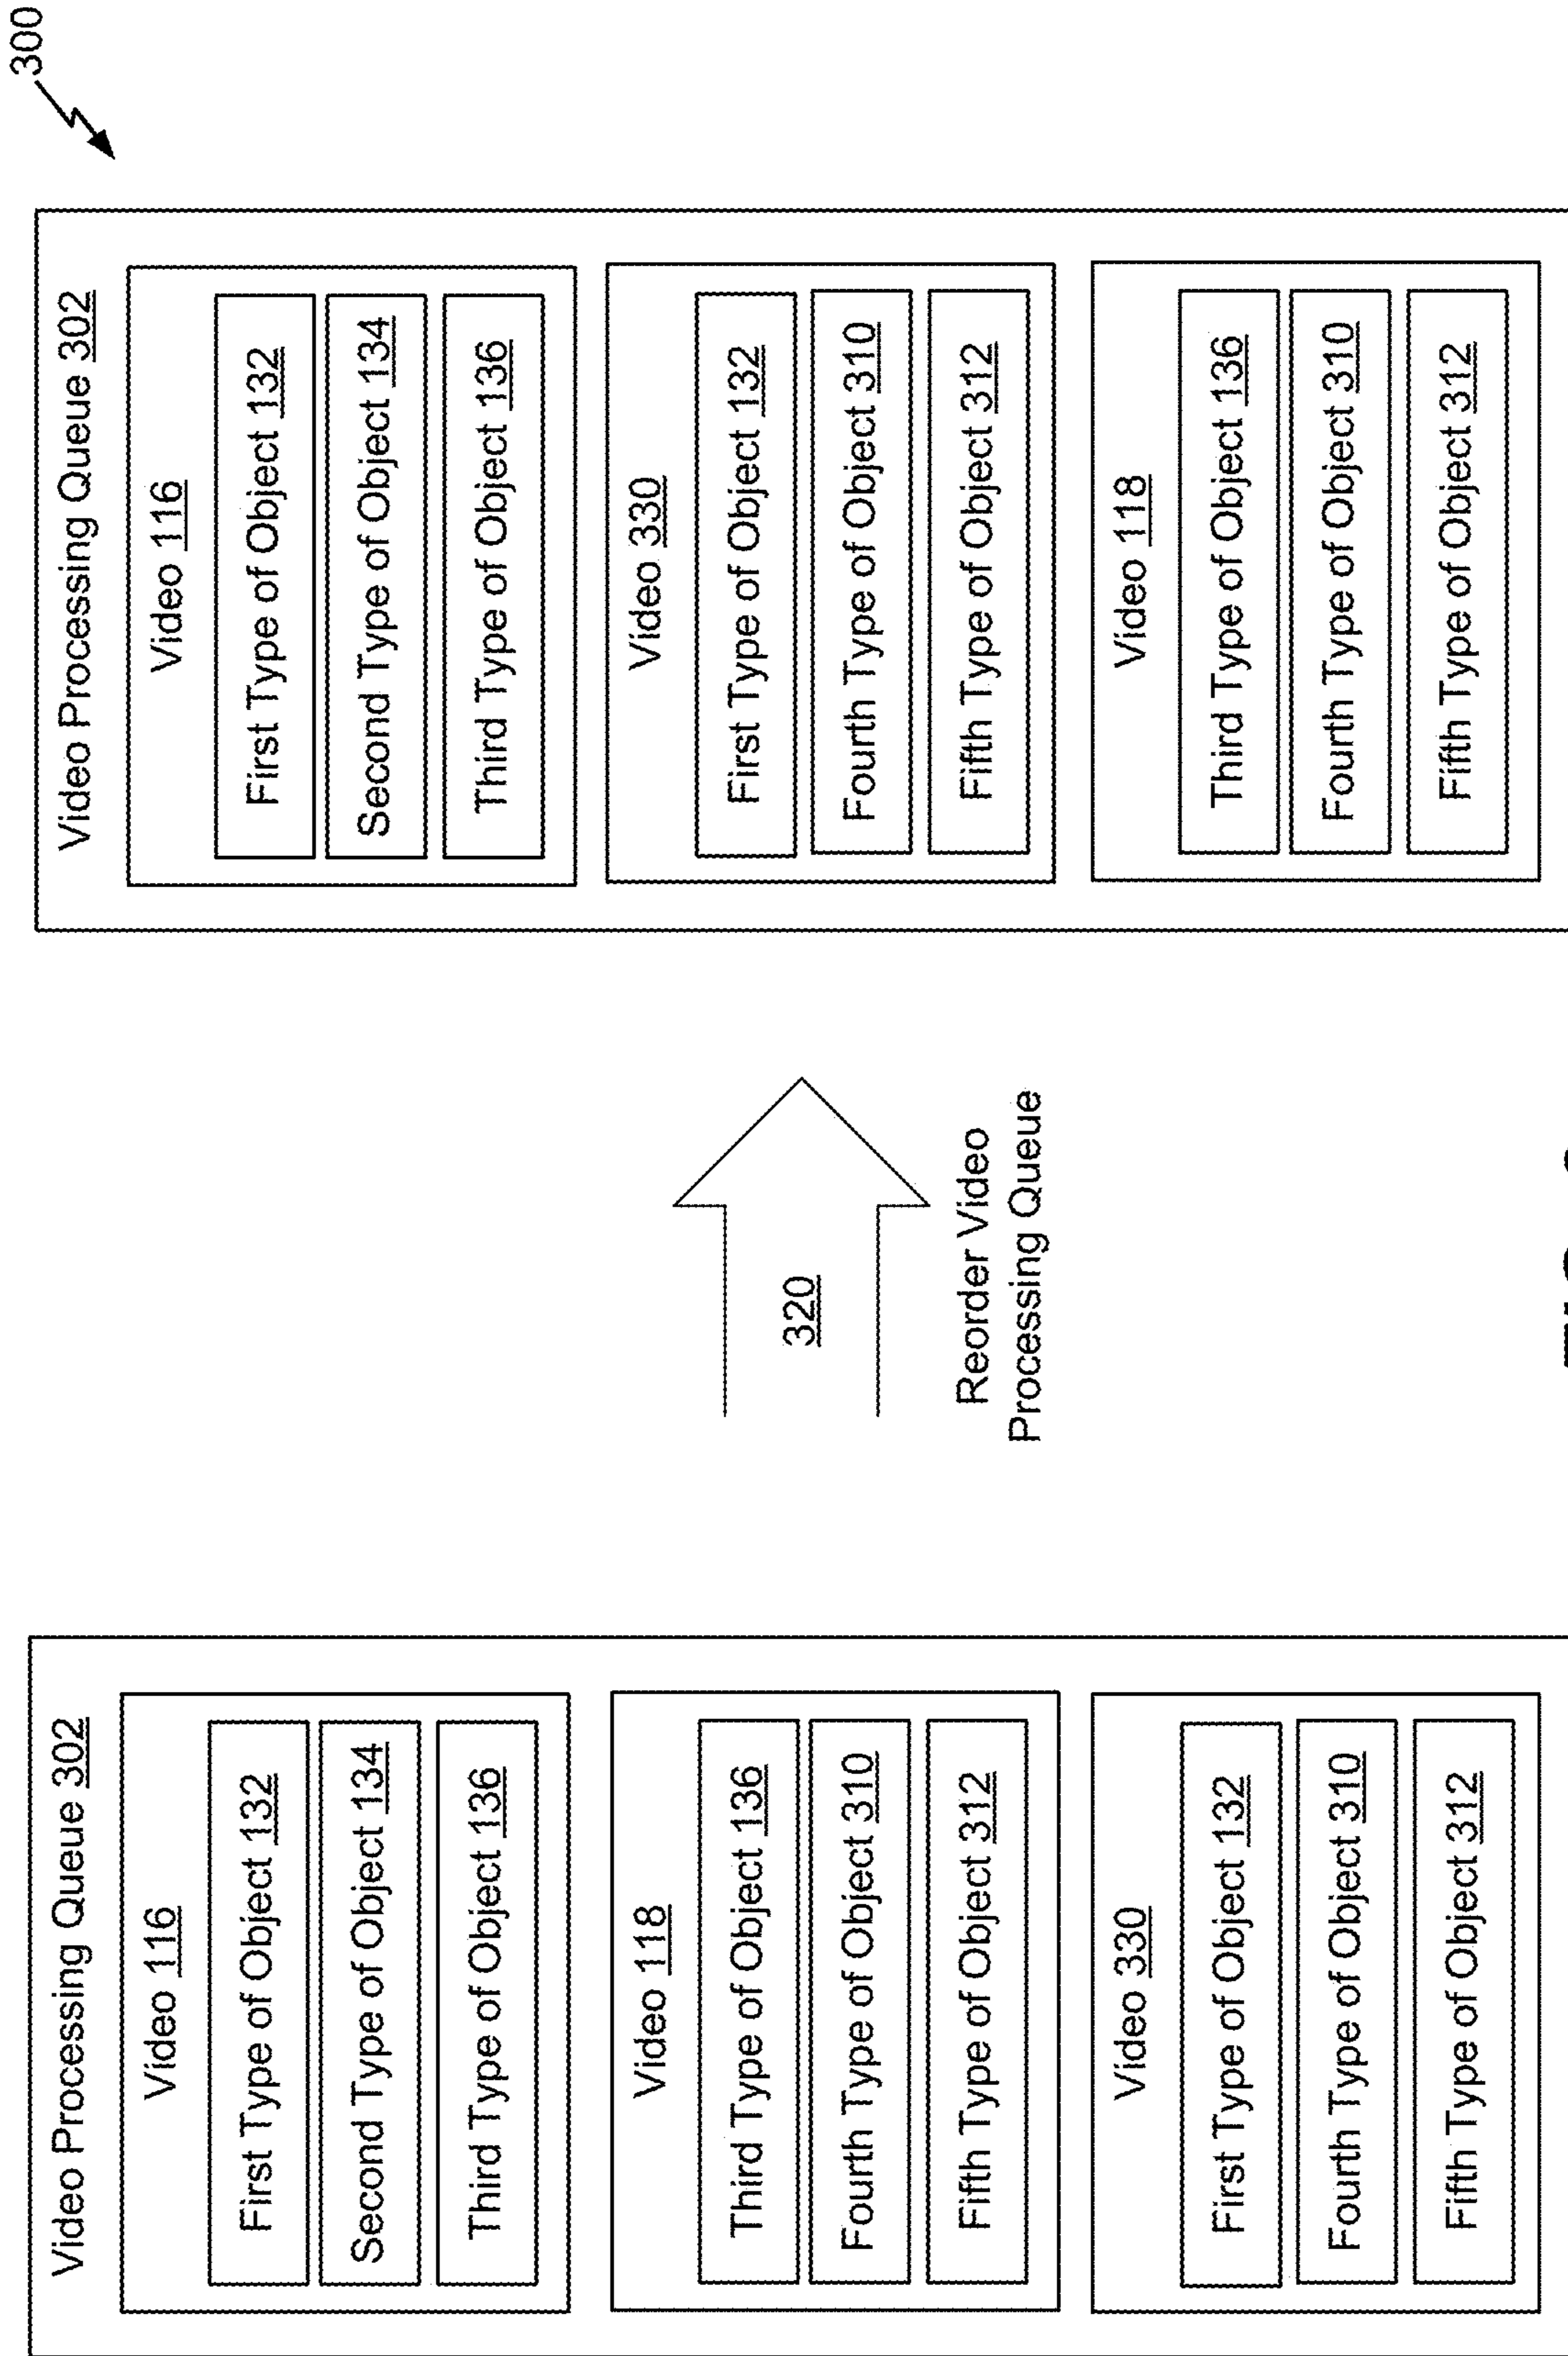 300
Video Processing Queue 302
Video 116
First Type of Object 132
Second Type of Object 134
Third Type of Object 136
Video 118
Third Type of Object 136
Fourth Type of Object 310
Fifth Type of Object 312
Video 330
First Type of Object 132
Fourth Type of Object 310
Fifth Type of Object 312
320
Reorder Video
Processing Queue
Video Processing Queue 302
Video 116
First Type of Object 132
Second Type of Object 134
Third Type of Object 136
Video 330
First Type of Object 132
Fourth Type of Object 310
Fifth Type of Object 312
Video 118
Third Type of Object 136
Fourth Type of Object 310
Fifth Type of Object 312